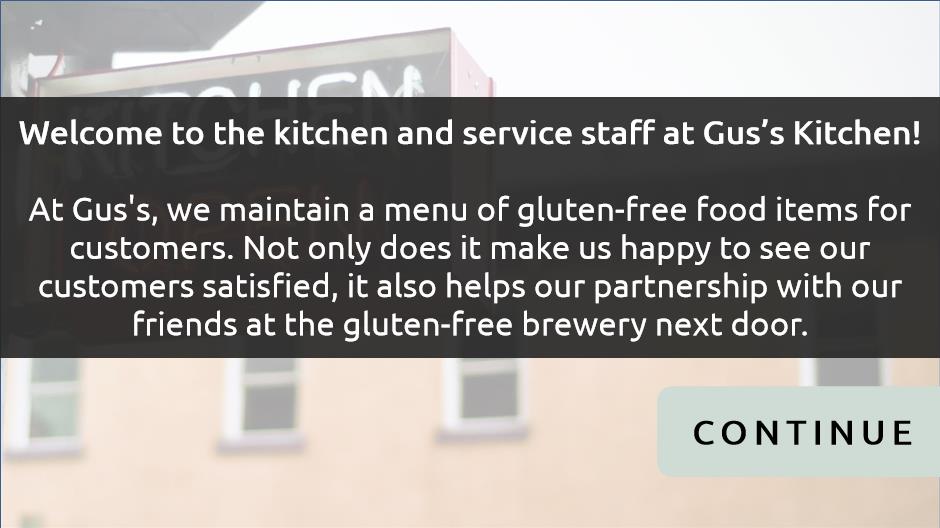 KITCHEN
Welcome to the kitchen and service staff at Gus’s Kitchen!
At Gus's, we maintain a menu of gluten-free food items for
customers. Not only does it make us happy to see our
customers satisfied, it also helps our partnership with our
friends at the gluten-free brewery next door.
CONTINUE